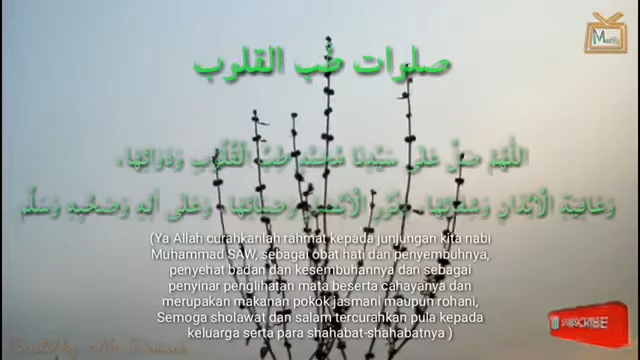 صلوات طب القلوب
اللهم صل على سيدنا محمد طب القلوب ودوائها،
وعافية الأبدان وشفائها، ونور الأبصار وضيائها، وعلى آله وصحبه وسلم
(Ya Allah curahkanlah rahmat kepada junjungan kita nabi
Muhammad SAW, sebagai obat hati dan penyembuhnya,
penyehat badan dan kesembuhannya dan sebagai
penyinar penglihatan mata beserta cahayanya dan
merupakan makanan pokok jasmani maupun rohani,
Semoga sholawat dan salam tercurahkan pula kepada
keluarga serta para shahabat-shahabatnya )
SUBSCRIBE